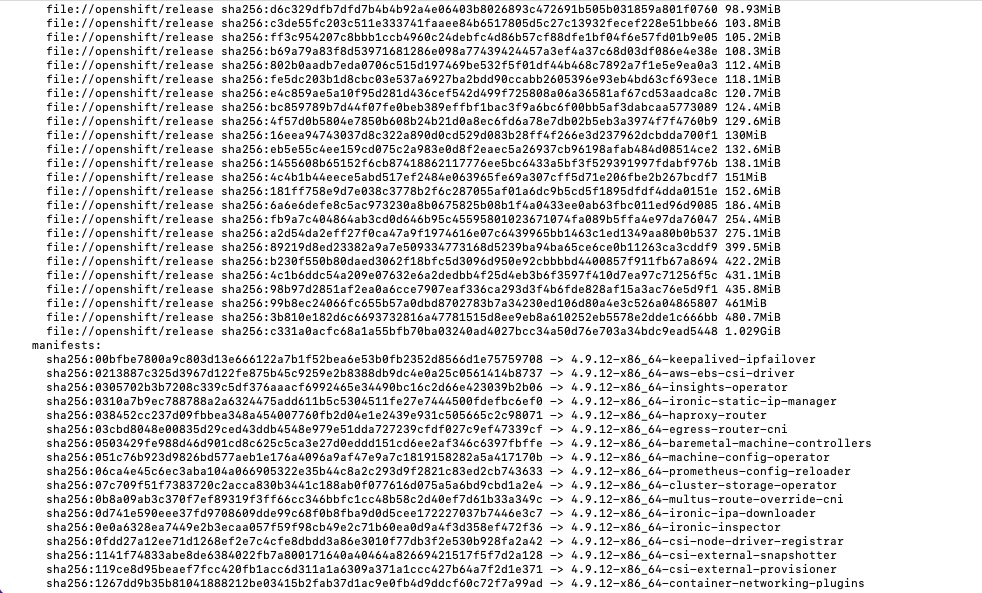 file://openshift/release sha256:d6c329dfb7dfd7b4b4b92a4e06403b8026893c472691b505b031859a801f0760 98.93MiB
file://openshift/release sha256:c3de55fc203c511e333741faaee84b6517805d5c27c13932fecef228e51bbe66 103.8MiB
file://openshift/release sha256:ff3c954207c8bbb1ccb4960c24debfc4d86b57cf88dfe1bf04f6e57fd01b9e05 105.2MiB
file://openshift/release sha256:b69a79a83f8d53971681286e098a77439424457a3ef4a37c68d03df086e4e38e 108.3MiB
file://openshift/release sha256:802b0aadb7eda0706c515d197469be532f5f01df44b468c7892a7f1e5e9ea0a3 112.4MiB
file://openshift/release sha256:fe5dc203b1d8cbc03e537a6927ba2bdd90ccabb2605396e93eb4bd63cf693ece 118.1MiB
file://openshift/release sha256:e4c859ae5a10f95d281d436cef542d499f725808a06a36581af67cd53aadca8c 120.7MiB
file://openshift/release sha256:bc859789b7d44f07fe0beb389effbf1bac3f9a6bc6f00bb5af3dabcaa5773089 124.4MiB
file://openshift/release sha256:4f57d0b5804e7850b608b24b21d0a8ec6fd6a78e7db02b5eb3a3974f7f4760b9 129.6MiB
file://openshift/release sha256:16eea94743037d8c322a890d0cd529d083b28ff4f266e3d237962dcbdda700f1 130MiB
file://openshift/release sha256:eb5e55c4ee159cd075c2a983e0d8f2eaec5a26937cb96198afab484d08514ce2 132.6MiB
file://openshift/release sha256:1455608b65152f6cb87418862117776ee5bc6433a5bf3f529391997fdabf976b 138.1MiB
file://openshift/release sha256:4c4b1b44eece5abd517ef2484e063965fe69a307cff5d71e206fbe2b267bcdf7 151MiB
file://openshift/release sha256:181ff758e9d7e038c3778b2f6c287055af01a6dc9b5cd5f1895dfdf4dda0151e 152.6MiB
file://openshift/release sha256:6a6e6defe8c5ac973230a8b0675825b08b1f4a0433ee0ab63fbc011ed96d9085 186.4MiB
file://openshift/release sha256:fb9a7c404864ab3cd0d646b95c45595801023671074fa089b5ffa4e97da76047 254.4MiB
file://openshift/release sha256:a2d54da2eff27f0ca47a9f1974616e07c6439965bb1463c1ed1349aa80b0b537 275.1MiB
file://openshift/release sha256:89219d8ed23382a9a7e509334773168d5239ba94ba65ce6ce0b11263ca3cddf9 399.5MiB
file://openshift/release sha256:b230f550b80daed3062f18bfc5d3096d950e92cbbbbd4400857f911fb67a8694 422.2MiB
file://openshift/release sha256:4c1b6ddc54a209e07632e6a2dedbb4f25d4eb3b6f3597f410d7ea97c71256f5c 431.1MiB
file://openshift/release sha256:98b97d2851af2ea0a6cce7907eaf336ca293d3f4b6fde828af15a3ac76e5d9f1 435.8MiB
file://openshift/release sha256:99b8ec24066fc655b57a0dbd8702783b7a34230ed106d80a4e3c526a04865807 461MiB
file://openshift/release sha256:3b810e182d6c6693732816a47781515d8ee9eb8a610252eb5578e2dde1c666bb 480.7MiB
file://openshift/release sha256:c331a0acfc68a1a55bfb70ba03240ad4027bcc34a50d76e703a34bdc9ead5448 1.029GiB
manifests:
sha256:00bfbe7800a9c803d13e666122a7b1f52bea6e53b0fb2352d8566d1e75759708 -> 4.9.12-x86_64-keepalived-ipfailover
sha256:0213887c325d3967d122fe875b45c9259e2b8388db9dc4e0a25c0561414b8737 -> 4.9.12-x86_64-aws-ebs-csi-driver
sha256:0305702b3b7208c339c5df376aaacf6992465e34490bc16c2d66e423039b2b06 -> 4.9.12-x86_64-insights-operator
sha256:0310a7b9ec788788a2a6324475add611b5c5304511fe27e7444500fdefbc6ef0 -> 4.9.12-x86_64-ironic-static-ip-manager
sha256:038452cc237d09fbbea348a454007760fb2d04e1e2439e931c505665c2c98071 -> 4.9.12-x86_64-haproxy-router
sha256:03cbd8048e00835d29ced43ddb4548e979e51dda727239cfdf027c9ef47339cf -> 4.9.12-x86_64-egress-router-cni
sha256:0503429fe988d46d901cd8c625c5ca3e27d0eddd151cd6ee2af346c6397fbffe -> 4.9.12-x86_64-baremetal-machine-controllers
sha256:051c76b923d9826bd577aeb1e176a4096a9af47e9a7c1819158282a5a417170b -> 4.9.12-x86_64-machine-config-operator
sha256:06ca4e45c6ec3aba104a066905322e35b44c8a2c293d9f2821c83ed2cb743633 -> 4.9.12-x86_64-prometheus-config-reloader
sha256:07c709f51f7383720c2acca830b3441c188ab0f077616d075a5a6bd9cbd1a2e4 -> 4.9.12-x86_64-cluster-storage-operator
sha256:0b8a09ab3c370f7ef89319f3ff66cc346bbfc1cc48b58c2d40ef7d61b33a349c -> 4.9.12-x86_64-multus-route-override-cni
sha256:0d741e590eee37fd9708609dde99c68f0b8fba9d0d5cee172227037b7446e3c7 -> 4.9.12-x86_64-ironic-ipa-downloader
sha256:0e0a6328ea7449e2b3ecaa057f59f98cb49e2c71b60ea0d9a4f3d358ef472f36 -> 4.9.12-x86_64-ironic-inspector
sha256:0fdd27a12ee71d1268ef2e7c4cfe8dbdd3a86e3010f77db3f2e530b928fa2a42 -> 4.9.12-x86_64-csi-node-driver-registrar
sha256:1141f74833abe8de6384022fb7a800171640a40464a82669421517f5f7d2a128 -> 4.9.12-x86_64-csi-external-snapshotter
sha256:119ce8d95beaef7fcc420fb1acc6d311a1a6309a371a1ccc427b64a7f2d1e371 -> 4.9.12-x86_64-csi-external-provisioner
sha256:1267dd9b35b81041888212be03415b2fab37d1ac9e0fb4d9ddcf60c72f7a99ad -> 4.9.12-x86_64-container-networking-plugins